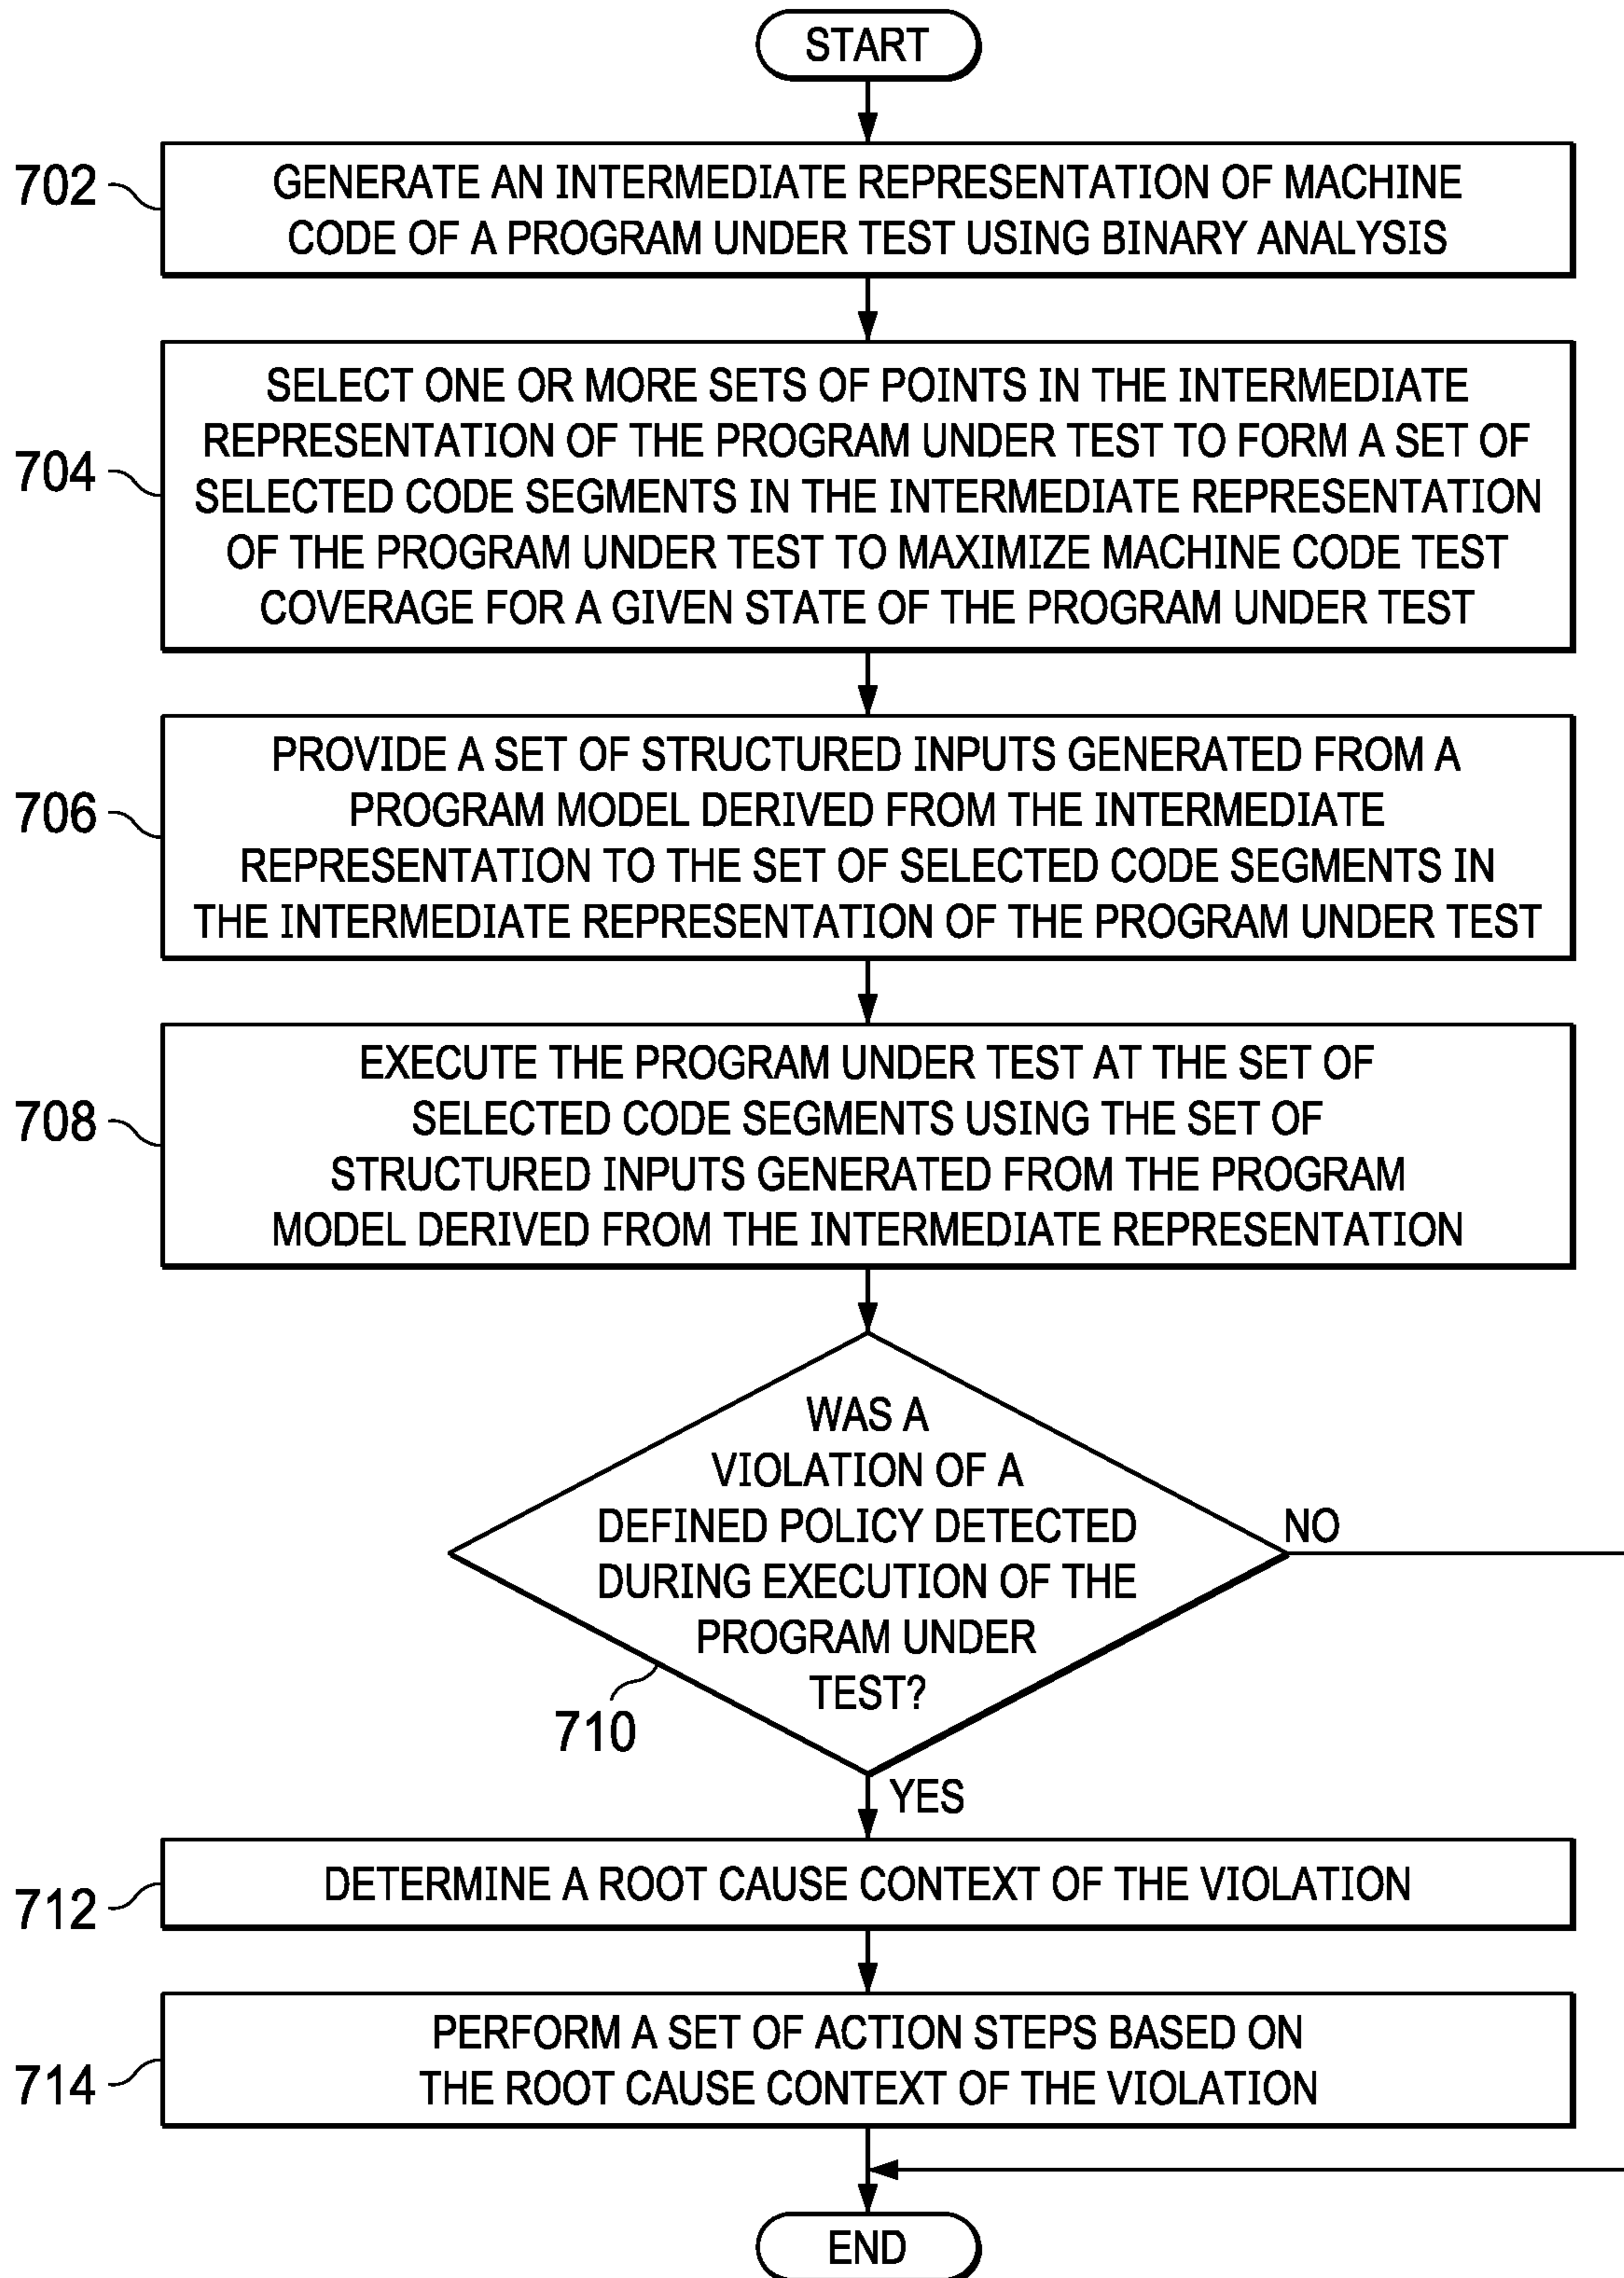 START
702
GENERATE AN INTERMEDIATE REPRESENTATION OF MACHINE
CODE OF A PROGRAM UNDER TEST USING BINARY ANALYSIS
704
SELECT ONE OR MORE SETS OF POINTS IN THE INTERMEDIATE
REPRESENTATION OF THE PROGRAM UNDER TEST TO FORM A SET OF
SELECTED CODE SEGMENTS IN THE INTERMEDIATE REPRESENTATION
OF THE PROGRAM UNDER TEST TO MAXIMIZE MACHINE CODE TEST
COVERAGE FOR A GIVEN STATE OF THE PROGRAM UNDER TEST
706
PROVIDE A SET OF STRUCTURED INPUTS GENERATED FROM A
PROGRAM MODEL DERIVED FROM THE INTERMEDIATE
REPRESENTATION TO THE SET OF SELECTED CODE SEGMENTS IN
THE INTERMEDIATE REPRESENTATION OF THE PROGRAM UNDER TEST
708
EXECUTE THE PROGRAM UNDER TEST AT THE SET OF
SELECTED CODE SEGMENTS USING THE SET OF
STRUCTURED INPUTS GENERATED FROM THE PROGRAM
MODEL DERIVED FROM THE INTERMEDIATE REPRESENTATION
WAS A
VIOLATION OF A
DEFINED POLICY DETECTED
DURING EXECUTION OF THE
PROGRAM UNDER
TEST?
NO
710
YES
712
DETERMINE A ROOT CAUSE CONTEXT OF THE VIOLATION
714
PERFORM A SET OF ACTION STEPS BASED ON
THE ROOT CAUSE CONTEXT OF THE VIOLATION
END